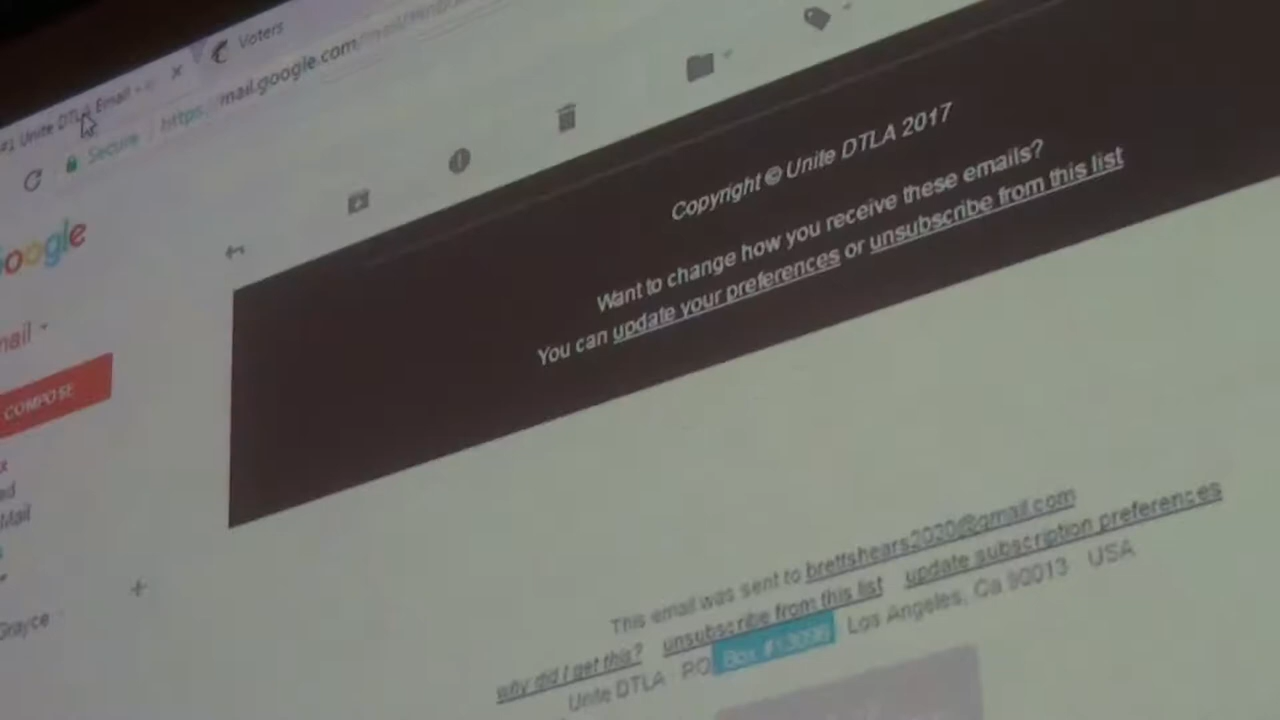 Voters
#1 Unite DTLA Email
Secure https: mail.google.com
Google
mail
COMPOSE
Mail
Grayce
Copyright © Unite DTLA 2017
Want to change how you receive these emails?
You can update your preferences or unsubscribe from this list
This email was sent to brettshears2020@gmail.com
why did I get this? unsubscribe from this list update subscription preferences
Unite DTLA P.O. Box Los Angeles, Ca 90013 USA